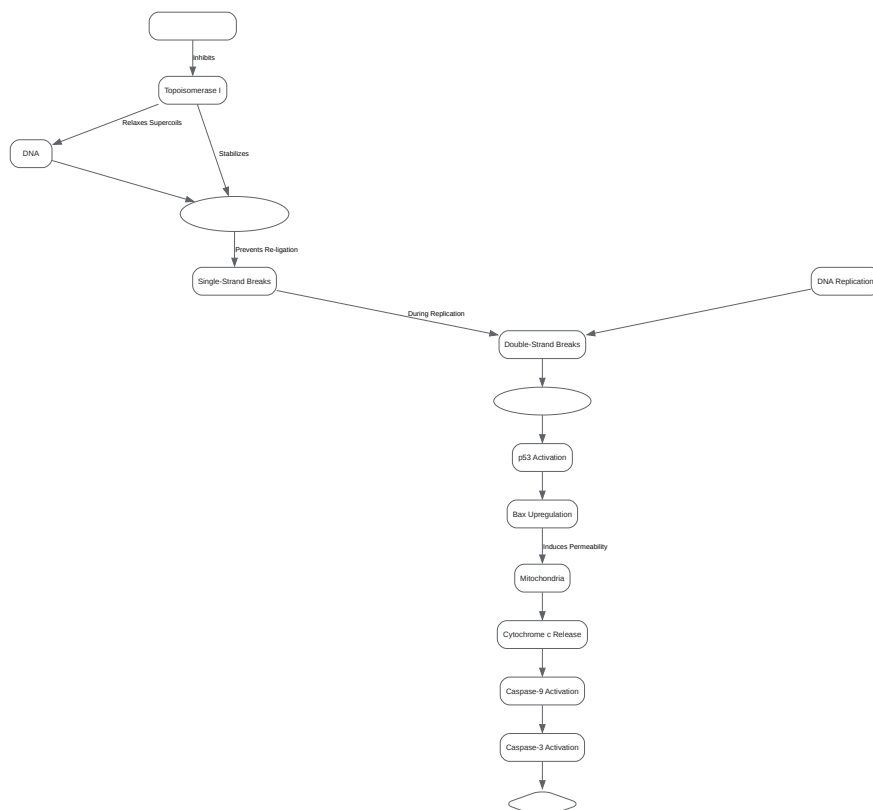 Inhibits
Topoisomerase I
Relaxes Supercoils
DNA
Stabilizes
Prevents Re-ligation
Single-Strand Breaks
DNA Replication
During Replication
Double-Strand Breaks
p53 Activation
Bax Upregulation
Induces Permeability
Mitochondria
Cytochrome c Release
Caspase-9 Activation
Caspase-3 Activation